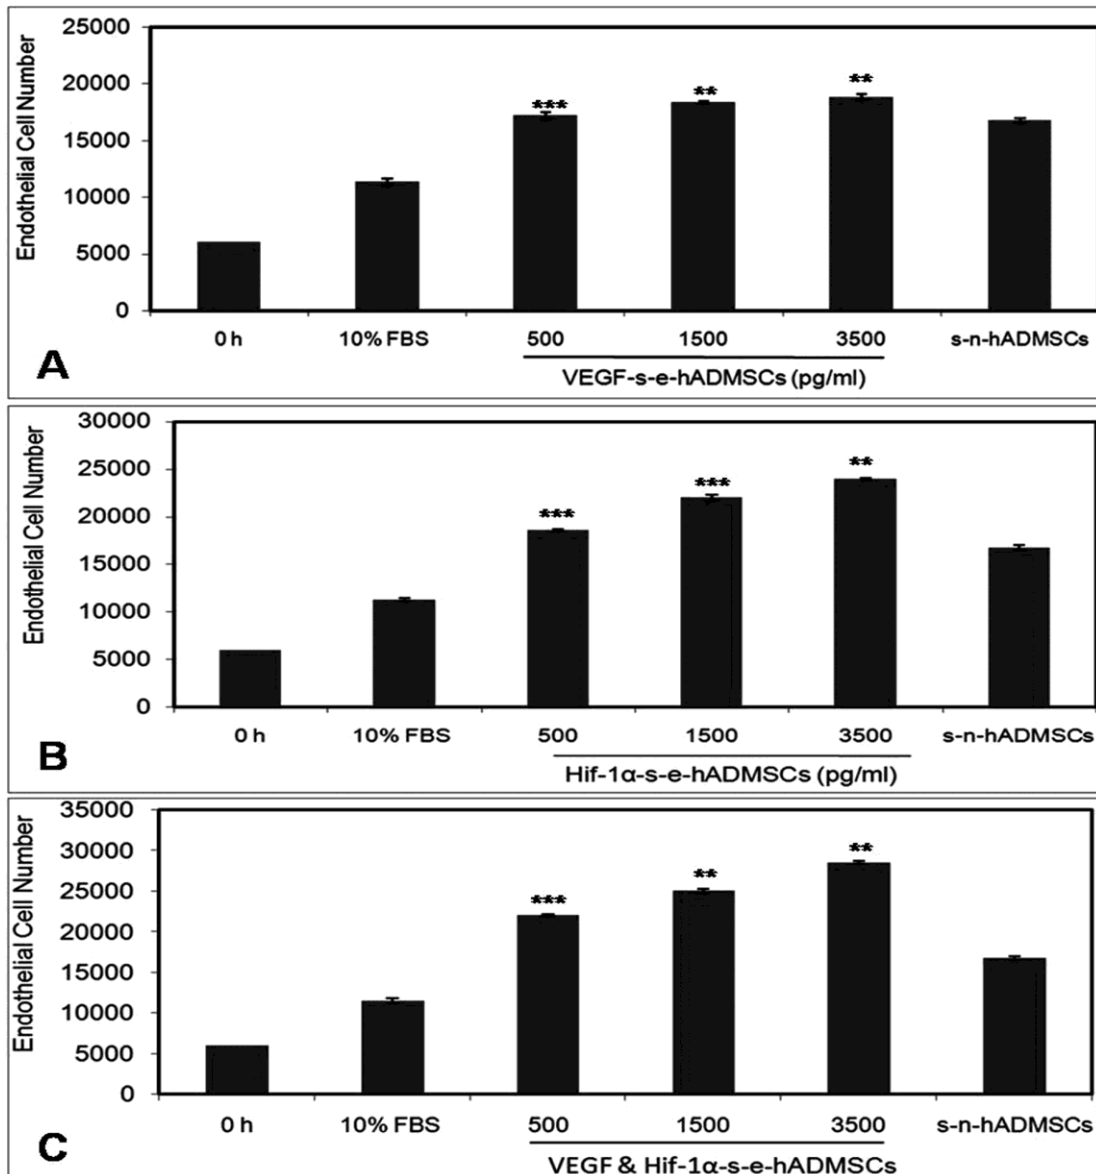 Endothelial Cell Number
25000
20000
15000
10000
5000
0
*** ** **
0 h 10% FBS 500 1500 3500 s-n-hADMSCs
VEGF-s-e-hADMSCs (pg/ml)
A
Endothelial Cell Number
30000
25000
20000
15000
10000
5000
0
*** *** **
0 h 10% FBS 500 1500 3500 s-n-hADMSCs
Hif-1α-s-e-hADMSCs (pg/ml)
B
Endothelial Cell Number
35000
30000
25000
20000
15000
10000
5000
0
*** ** **
0 h 10% FBS 500 1500 3500 s-n-hADMSCs
VEGF & Hif-1α-s-e-hADMSCs
C